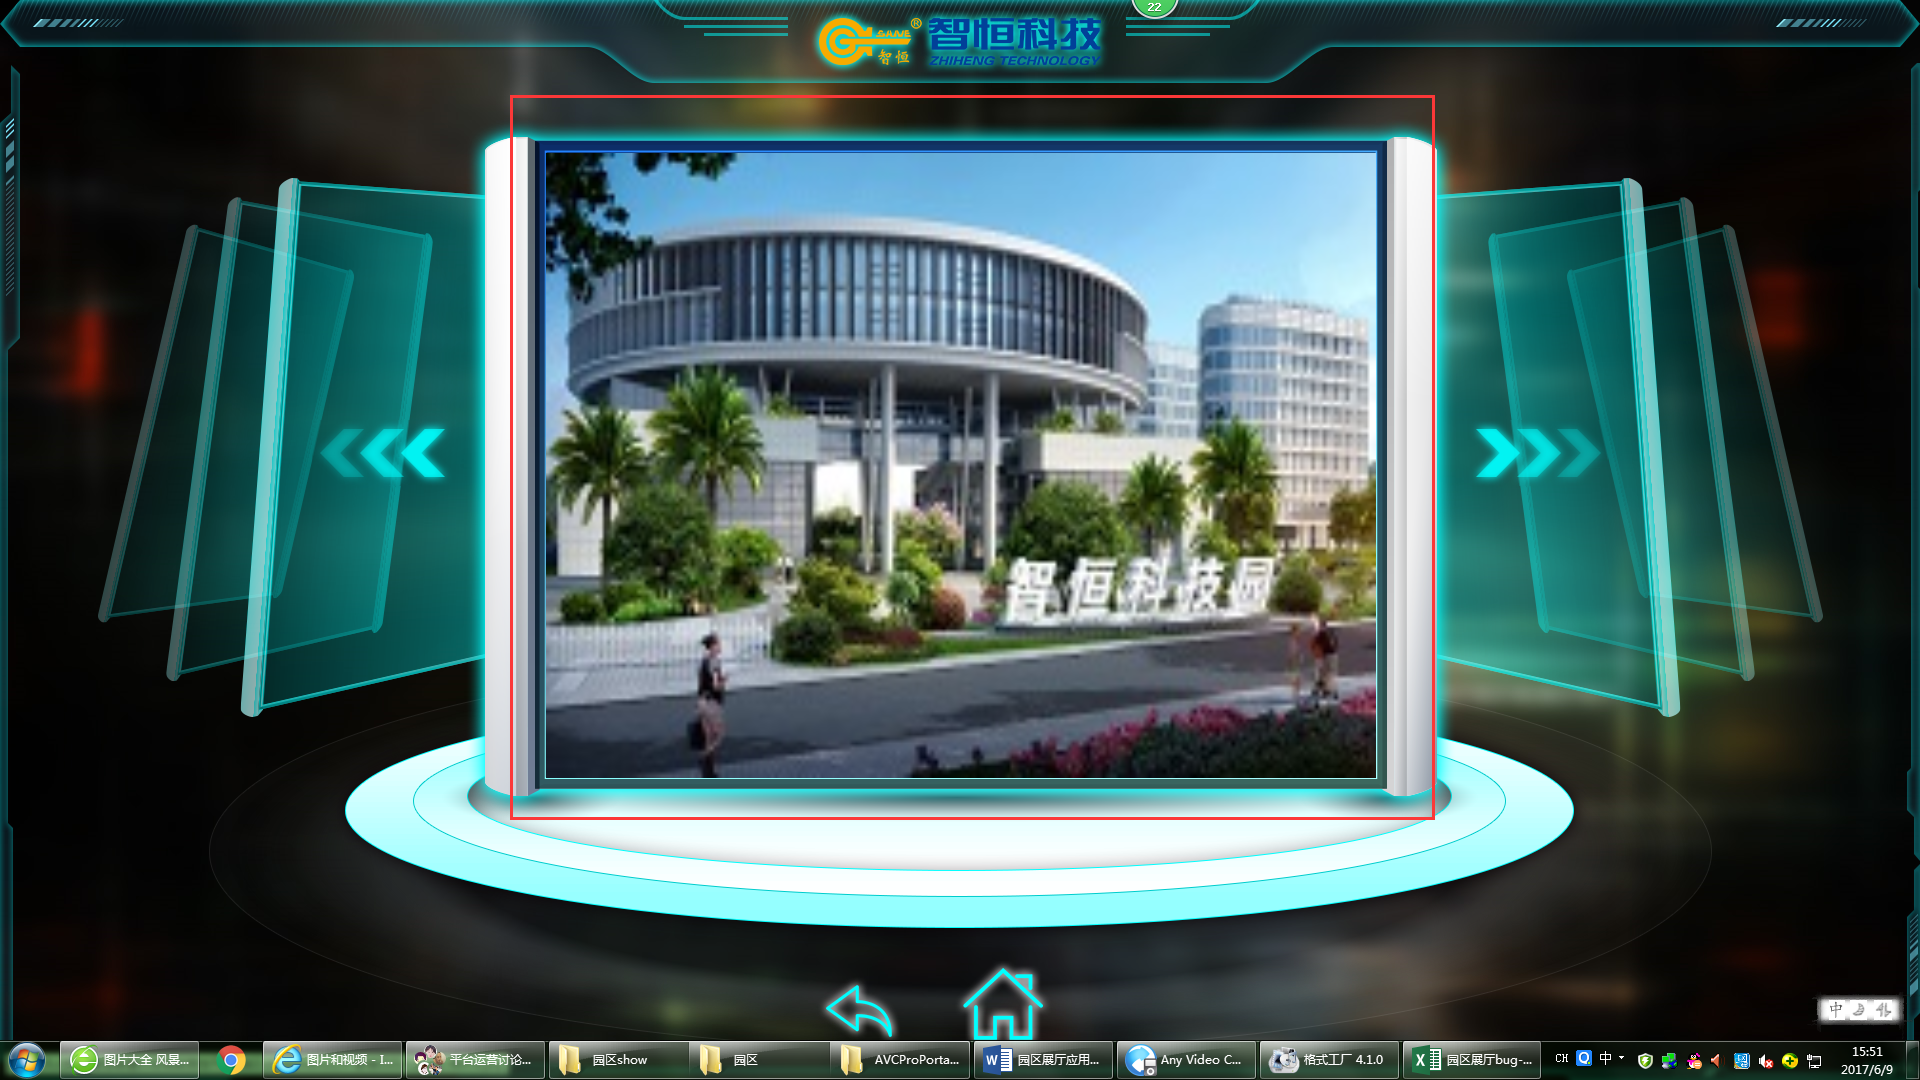 22
SAIVE
®
智恒
智恒科技
ZHIHENG TECHNOLOGY
智恒科技园
中
图片大全 风景...
图片和视频 - I...
平台运营讨论...
园区show
园区
AVCProPorta...
园区展厅应用...
Any Video C...
格式工厂 4.1.0
园区展厅bug-...
CH
中
15:51
2017/6/9